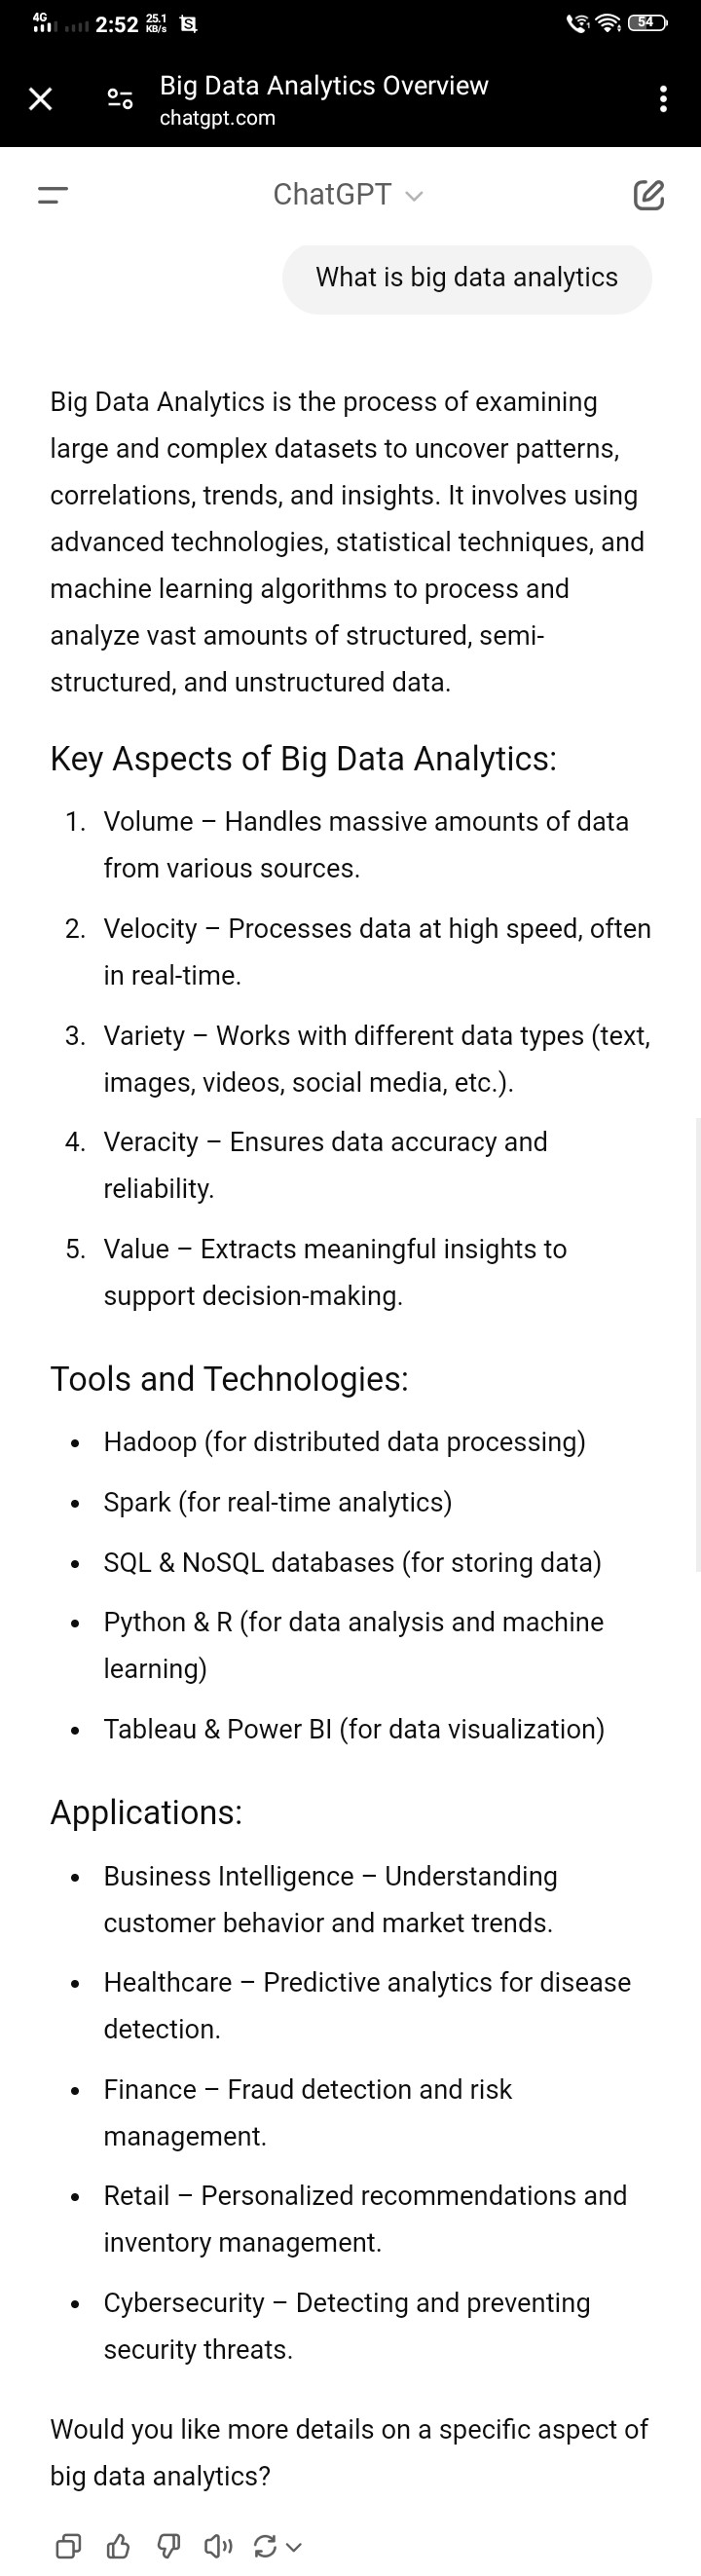 4G 2:52 25.1 KB/s S 54
Big Data Analytics Overview
chatgpt.com
ChatGPT
What is big data analytics
Big Data Analytics is the process of examining
large and complex datasets to uncover patterns,
correlations, trends, and insights. It involves using
advanced technologies, statistical techniques, and
machine learning algorithms to process and
analyze vast amounts of structured, semi-
structured, and unstructured data.
Key Aspects of Big Data Analytics:
1. Volume – Handles massive amounts of data
from various sources.
2. Velocity – Processes data at high speed, often
in real-time.
3. Variety – Works with different data types (text,
images, videos, social media, etc.).
4. Veracity – Ensures data accuracy and
reliability.
5. Value – Extracts meaningful insights to
support decision-making.
Tools and Technologies:
• Hadoop (for distributed data processing)
• Spark (for real-time analytics)
• SQL & NoSQL databases (for storing data)
• Python & R (for data analysis and machine
learning)
• Tableau & Power BI (for data visualization)
Applications:
• Business Intelligence – Understanding
customer behavior and market trends.
• Healthcare – Predictive analytics for disease
detection.
• Finance – Fraud detection and risk
management.
• Retail – Personalized recommendations and
inventory management.
• Cybersecurity – Detecting and preventing
security threats.
Would you like more details on a specific aspect of
big data analytics?